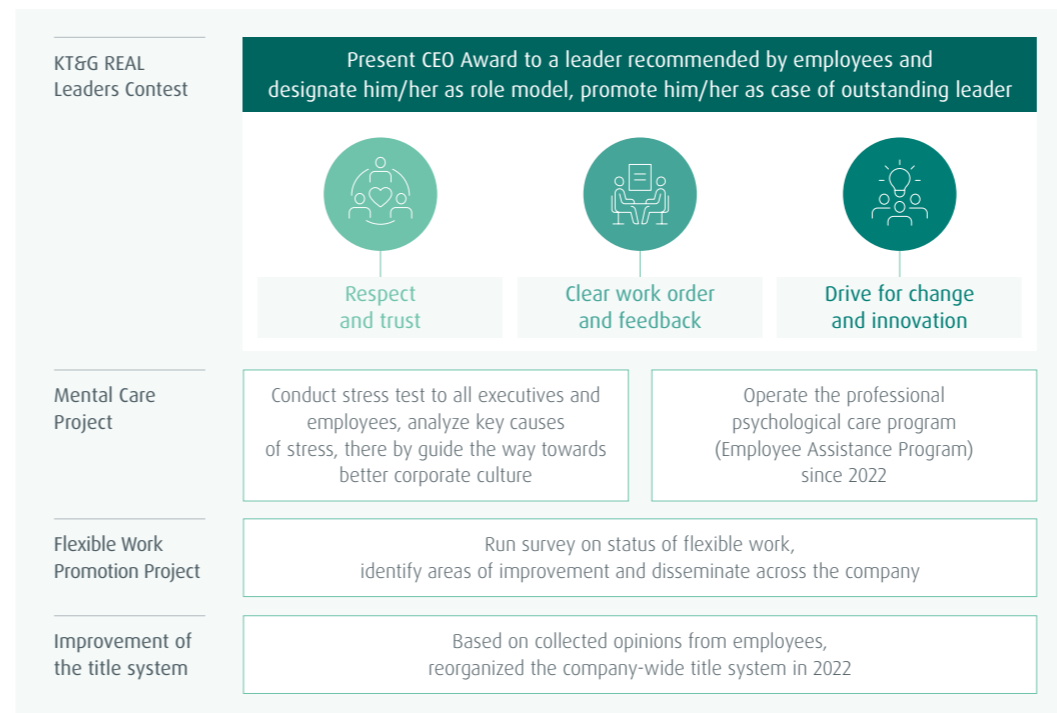 KT&G REAL
Leaders Contest
Present CEO Award to a leader recommended by employees and
designate him/her as role model, promote him/her as case of outstanding leader
Respect
and trust
Clear work order
and feedback
Drive for change
and innovation
Mental Care
Project
Conduct stress test to all executives and
employees, analyze key causes
of stress, there by guide the way towards
better corporate culture
Operate the professional
psychological care program
(Employee Assistance Program)
since 2022
Flexible Work
Promotion Project
Run survey on status of flexible work,
identify areas of improvement and disseminate across the company
Improvement of
the title system
Based on collected opinions from employees,
reorganized the company-wide title system in 2022